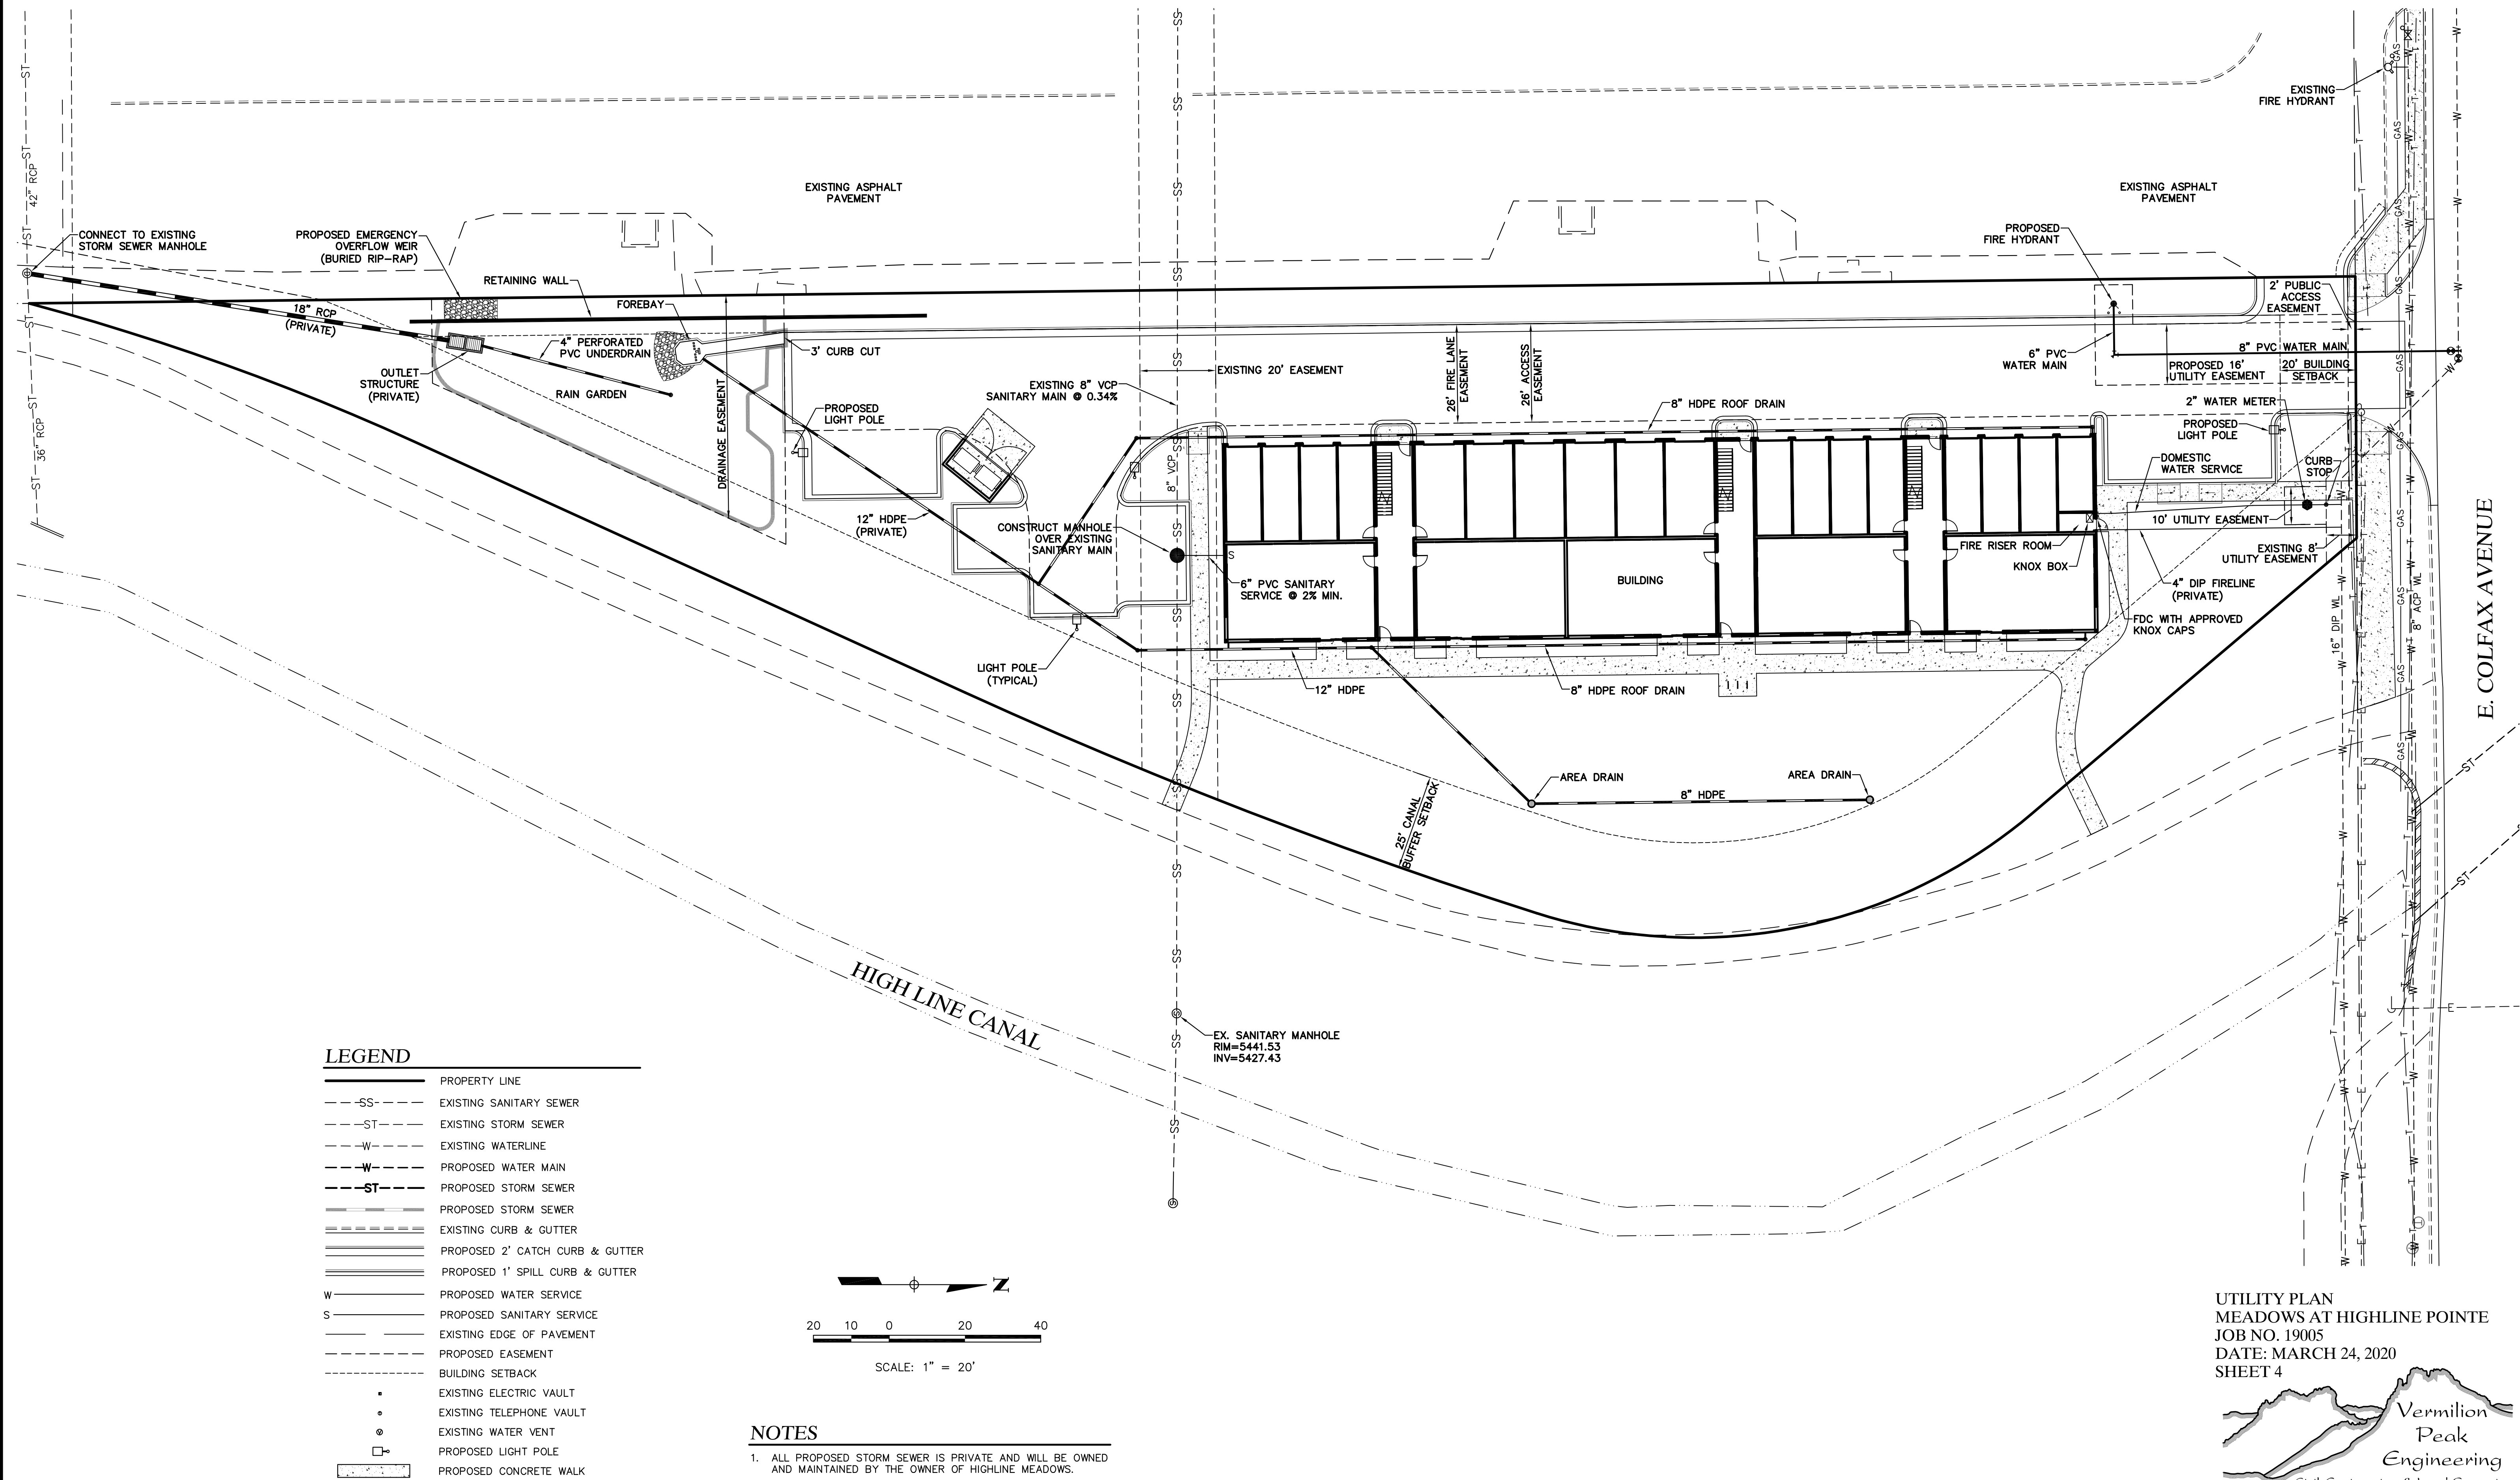 EXISTING
FIRE HYDRANT
EXISTING ASPHALT
PAVEMENT
EXISTING ASPHALT
PAVEMENT
42" RCP
CONNECT TO EXISTING
STORM SEWER MANHOLE
PROPOSED EMERGENCY
OVERFLOW WEIR
(BURIED RIP-RAP)
RETAINING WALL
FOREBAY
PROPOSED
FIRE HYDRANT
2' PUBLIC
ACCESS
EASEMENT
18" RCP
(PRIVATE)
4" PERFORATED
PVC UNDERDRAIN
3' CURB CUT
OUTLET
STRUCTURE
(PRIVATE)
RAIN GARDEN
DRAINAGE EASEMENT
EXISTING 20' EASEMENT
EXISTING 8" VCP
SANITARY MAIN @ 0.34%
26' FIRE LANE
EASEMENT
26' ACCESS
EASEMENT
6" PVC
WATER MAIN
8" PVC WATER MAIN
PROPOSED 16'
UTILITY EASEMENT
20' BUILDING
SETBACK
36" RCP
PROPOSED
LIGHT POLE
8" HDPE ROOF DRAIN
2" WATER METER
PROPOSED
LIGHT POLE
DOMESTIC
WATER SERVICE
CURB
STOP
8" VCP
12" HDPE
(PRIVATE)
CONSTRUCT MANHOLE
OVER EXISTING
SANITARY MAIN
S
10' UTILITY EASEMENT
FIRE RISER ROOM
KNOX BOX
EXISTING 8'
UTILITY EASEMENT
6" PVC SANITARY
SERVICE @ 2% MIN.
BUILDING
4" DIP FIRELINE
(PRIVATE)
FDC WITH APPROVED
KNOX CAPS
16" DIP WL
8" ACP WL
E. COLFAX AVENUE
LIGHT POLE
(TYPICAL)
12" HDPE
8" HDPE ROOF DRAIN
AREA DRAIN
AREA DRAIN
8" HDPE
25' CANAL
BUFFER SETBACK
HIGH LINE CANAL
EX. SANITARY MANHOLE
RIM=5441.53
INV=5427.43
LEGEND
PROPERTY LINE
SS EXISTING SANITARY SEWER
ST EXISTING STORM SEWER
W EXISTING WATERLINE
W PROPOSED WATER MAIN
ST PROPOSED STORM SEWER
PROPOSED STORM SEWER
EXISTING CURB & GUTTER
PROPOSED 2' CATCH CURB & GUTTER
PROPOSED 1' SPILL CURB & GUTTER
W PROPOSED WATER SERVICE
S PROPOSED SANITARY SERVICE
EXISTING EDGE OF PAVEMENT
PROPOSED EASEMENT
BUILDING SETBACK
EXISTING ELECTRIC VAULT
EXISTING TELEPHONE VAULT
EXISTING WATER VENT
PROPOSED LIGHT POLE
PROPOSED CONCRETE WALK
N
20 10 0 20 40
SCALE: 1" = 20'
NOTES
1. ALL PROPOSED STORM SEWER IS PRIVATE AND WILL BE OWNED
AND MAINTAINED BY THE OWNER OF HIGHLINE MEADOWS.
UTILITY PLAN
MEADOWS AT HIGHLINE POINTE
JOB NO. 19005
DATE: MARCH 24, 2020
SHEET 4
Vermilion
Peak
Engineering